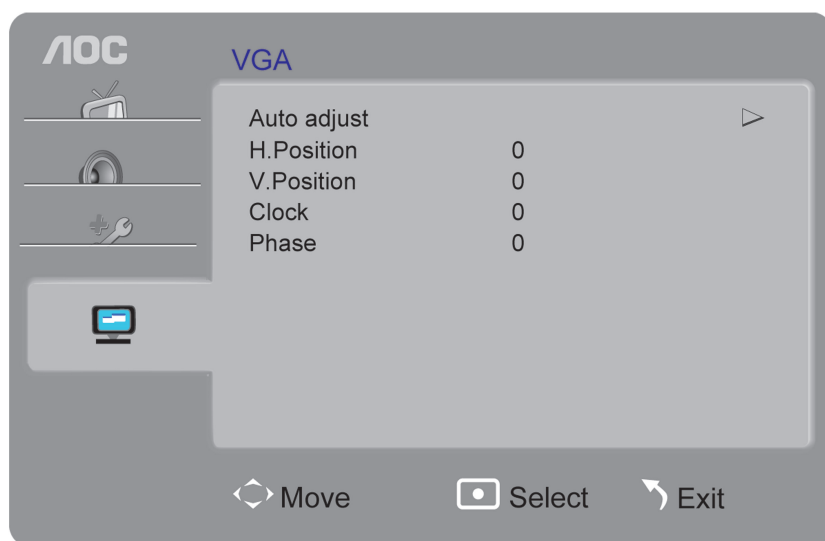 AOC
VGA
Auto adjust
H.Position 0
V.Position 0
Clock 0
Phase 0
Move Select Exit